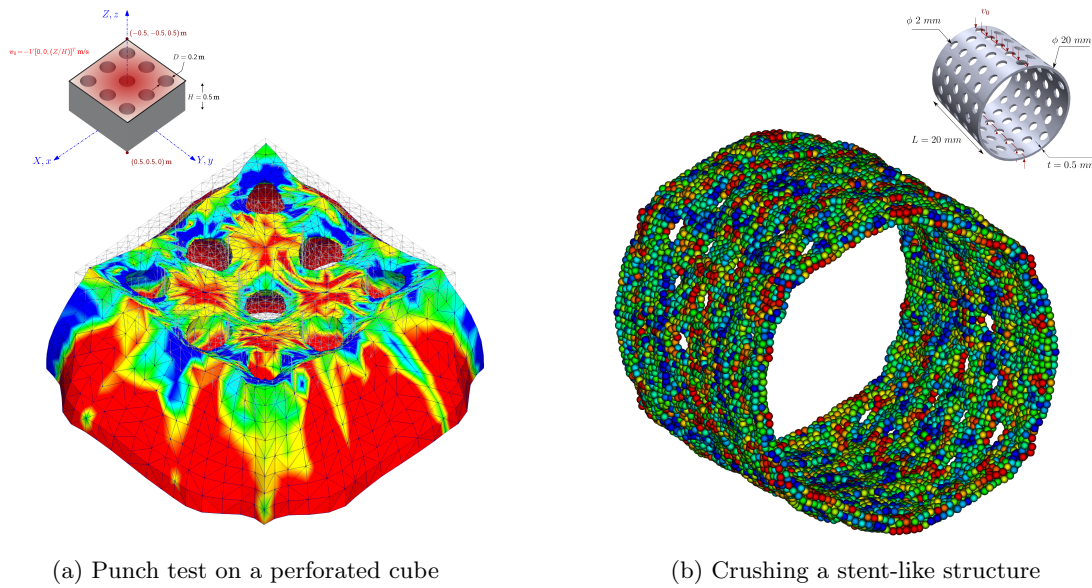 Z, z
(−0.5, −0.5, 0.5) m
v₀ = −V [0, 0, (Z/H)]ᵀ m/s
D = 0.2 m
H = 0.5 m
X, x
Y, y
(0.5, 0.5, 0) m
v₀
ϕ 2 mm
ϕ 20 mm
L = 20 mm
t = 0.5 mm
(a) Punch test on a perforated cube
(b) Crushing a stent-like structure